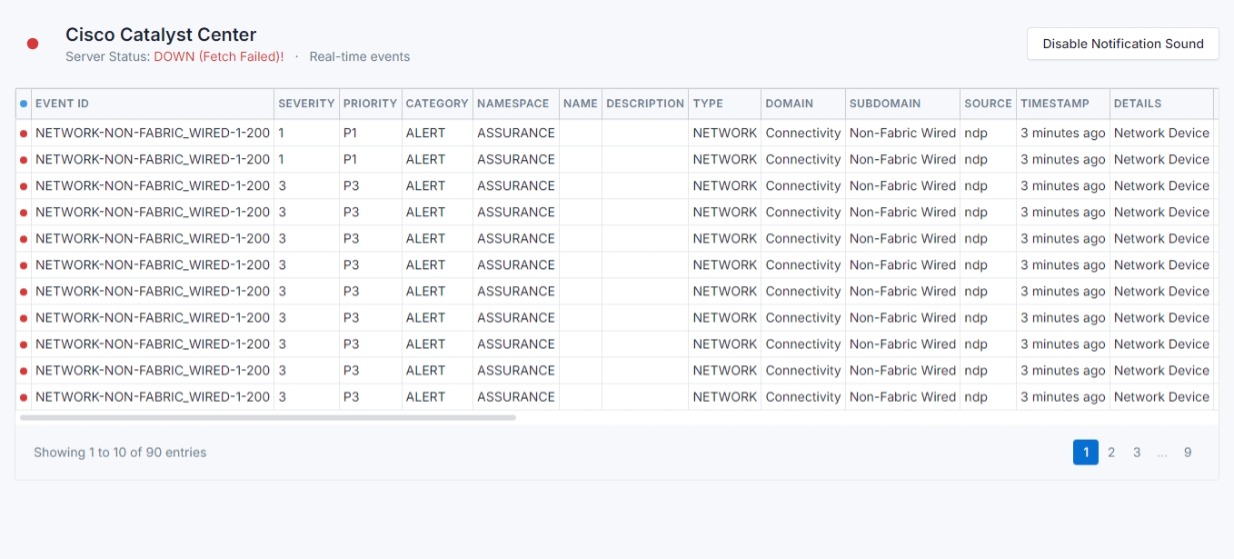 Cisco Catalyst Center
Server Status: DOWN (Fetch Failed)! · Real-time events
Disable Notification Sound
EVENT ID SEVERITY PRIORITY CATEGORY NAMESPACE NAME DESCRIPTION TYPE DOMAIN SUBDOMAIN SOURCE TIMESTAMP DETAILS
NETWORK-NON-FABRIC_WIRED-1-200 1 P1 ALERT ASSURANCE NETWORK Connectivity Non-Fabric Wired ndp 3 minutes ago Network Device
NETWORK-NON-FABRIC_WIRED-1-200 1 P1 ALERT ASSURANCE NETWORK Connectivity Non-Fabric Wired ndp 3 minutes ago Network Device
NETWORK-NON-FABRIC_WIRED-1-200 3 P3 ALERT ASSURANCE NETWORK Connectivity Non-Fabric Wired ndp 3 minutes ago Network Device
NETWORK-NON-FABRIC_WIRED-1-200 3 P3 ALERT ASSURANCE NETWORK Connectivity Non-Fabric Wired ndp 3 minutes ago Network Device
NETWORK-NON-FABRIC_WIRED-1-200 3 P3 ALERT ASSURANCE NETWORK Connectivity Non-Fabric Wired ndp 3 minutes ago Network Device
NETWORK-NON-FABRIC_WIRED-1-200 3 P3 ALERT ASSURANCE NETWORK Connectivity Non-Fabric Wired ndp 3 minutes ago Network Device
NETWORK-NON-FABRIC_WIRED-1-200 3 P3 ALERT ASSURANCE NETWORK Connectivity Non-Fabric Wired ndp 3 minutes ago Network Device
NETWORK-NON-FABRIC_WIRED-1-200 3 P3 ALERT ASSURANCE NETWORK Connectivity Non-Fabric Wired ndp 3 minutes ago Network Device
NETWORK-NON-FABRIC_WIRED-1-200 3 P3 ALERT ASSURANCE NETWORK Connectivity Non-Fabric Wired ndp 3 minutes ago Network Device
NETWORK-NON-FABRIC_WIRED-1-200 3 P3 ALERT ASSURANCE NETWORK Connectivity Non-Fabric Wired ndp 3 minutes ago Network Device
NETWORK-NON-FABRIC_WIRED-1-200 3 P3 ALERT ASSURANCE NETWORK Connectivity Non-Fabric Wired ndp 3 minutes ago Network Device
Showing 1 to 10 of 90 entries
1 2 3 ... 9